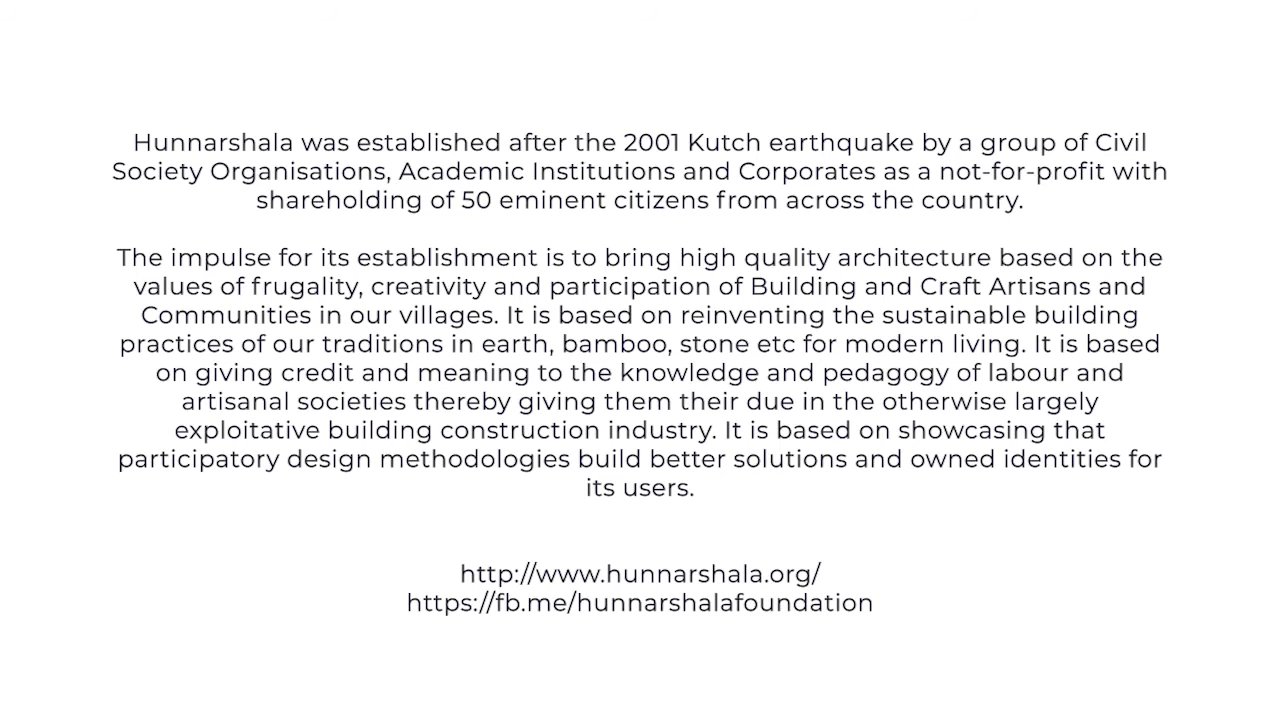 Hunnarshala was established after the 2001 Kutch earthquake by a group of Civil
Society Organisations, Academic Institutions and Corporates as a not-for-profit with
shareholding of 50 eminent citizens from across the country.
The impulse for its establishment is to bring high quality architecture based on the
values of frugality, creativity and participation of Building and Craft Artisans and
Communities in our villages. It is based on reinventing the sustainable building
practices of our traditions in earth, bamboo, stone etc for modern living. It is based
on giving credit and meaning to the knowledge and pedagogy of labour and
artisanal societies thereby giving them their due in the otherwise largely
exploitative building construction industry. It is based on showcasing that
participatory design methodologies build better solutions and owned identities for
its users.
http://www.hunnarshala.org/
https://fb.me/hunnarshalafoundation